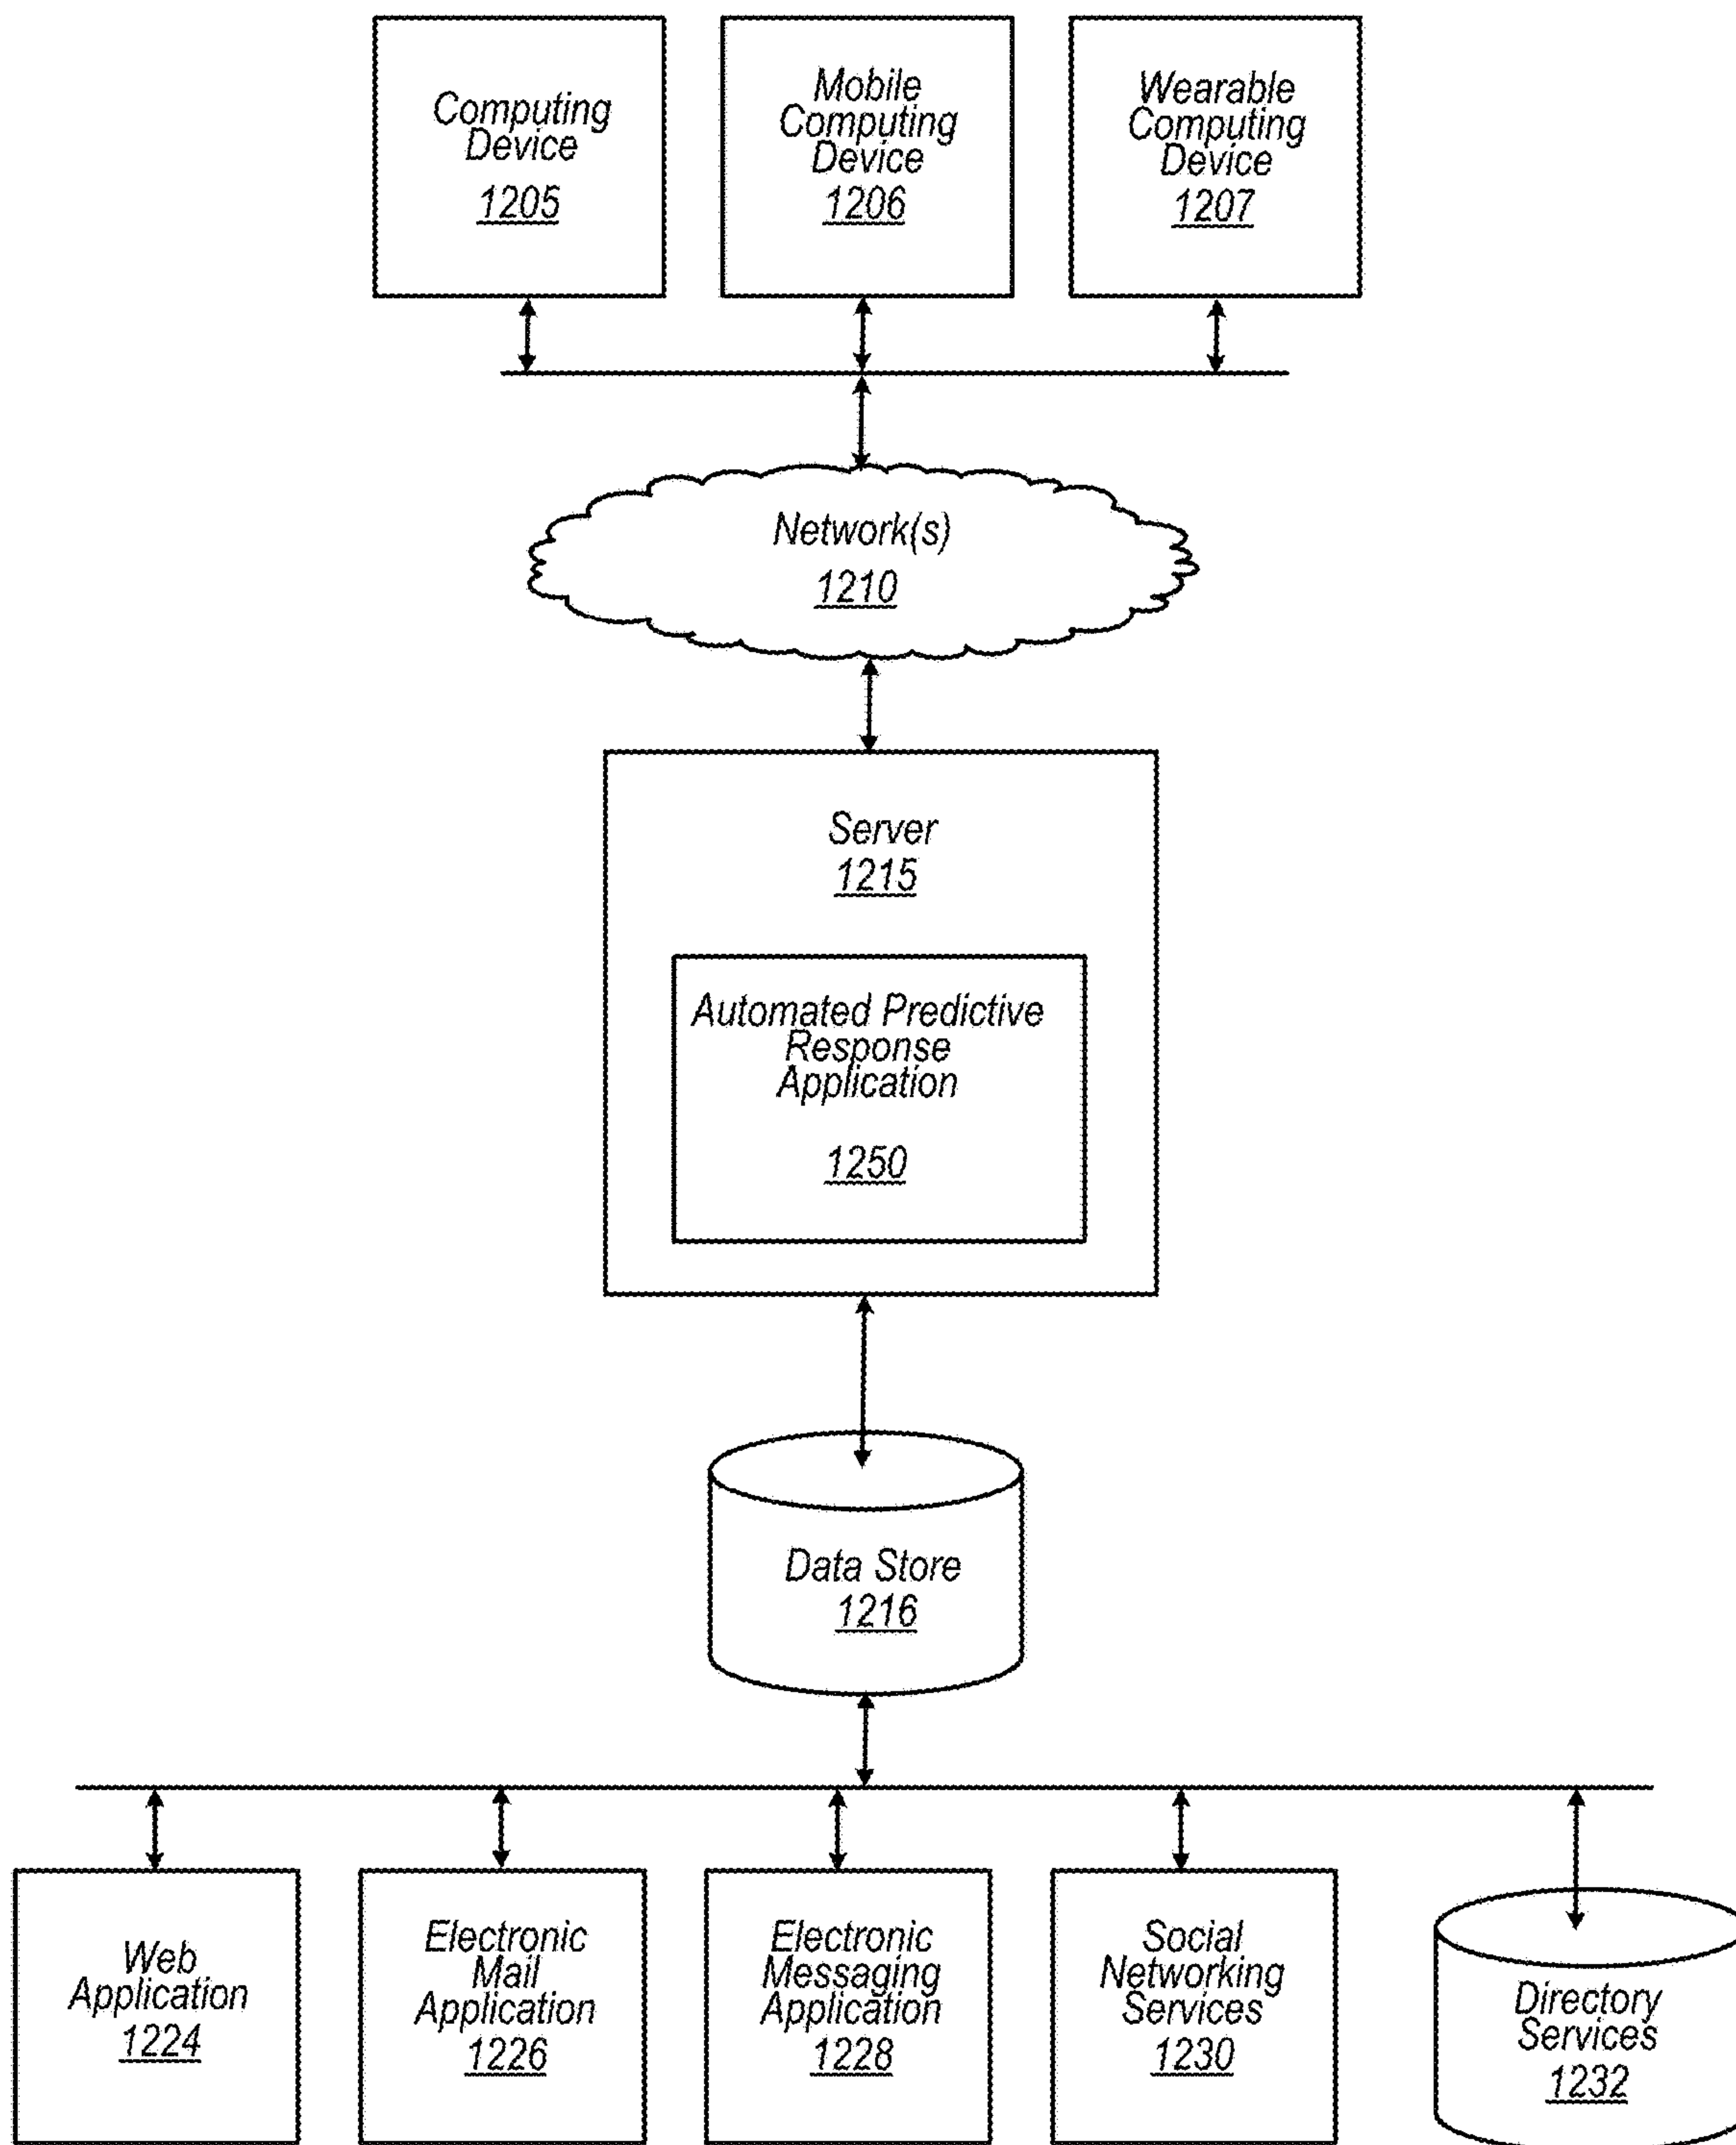 Computing
Device
1205
Mobile
Computing
Device
1206
Wearable
Computing
Device
1207
Network(s)
1210
Server
1215
Automated Predictive
Response
Application
1250
Data Store
1216
Web
Application
1224
Electronic
Mail
Application
1226
Electronic
Messaging
Application
1228
Social
Networking
Services
1230
Directory
Services
1232